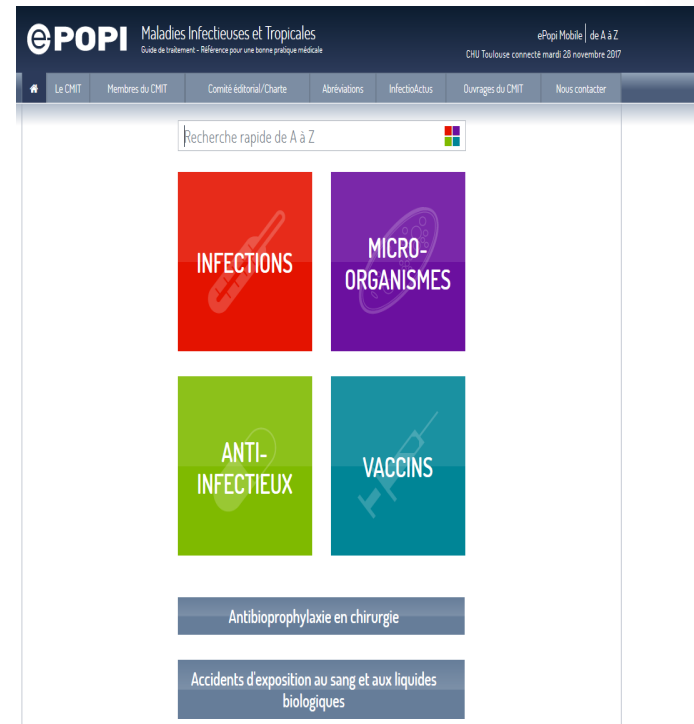 ePOPI
Maladies Infectieuses et Tropicales
Guide de traitement - Référence pour une bonne pratique médicale
ePopi Mobile | de A à Z
CHU Toulouse connecté mardi 28 novembre 2017
Le CMIT Membres du CMIT Comité éditorial/Charte Abréviations InfectioActus Ouvrages du CMIT Nous contacter
Recherche rapide de A à Z
INFECTIONS
MICRO-
ORGANISMES
ANTI-
INFECTIEUX
VACCINS
Antibioprophylaxie en chirurgie
Accidents d'exposition au sang et aux liquides
biologiques